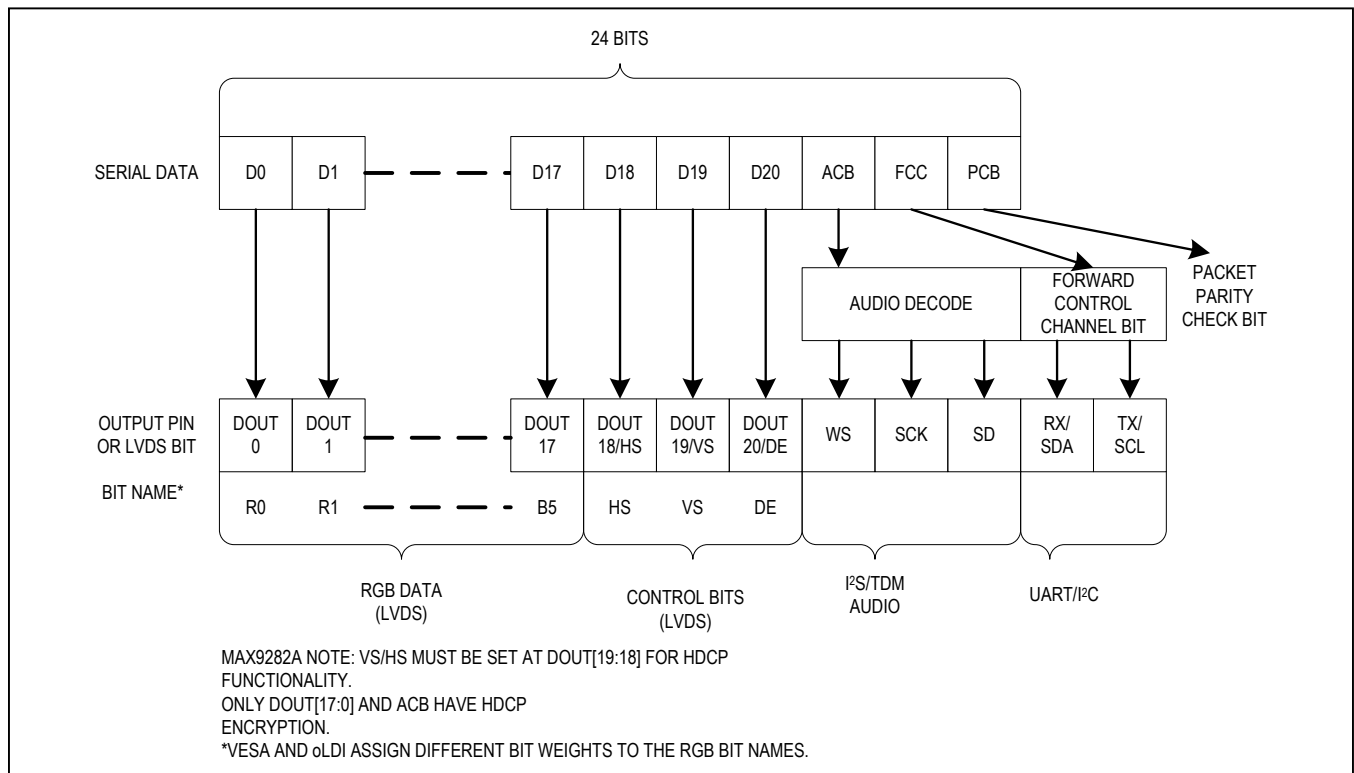 24 BITS
SERIAL DATA
D0 D1 D17 D18 D19 D20 ACB FCC PCB
AUDIO DECODE
FORWARD
CONTROL
CHANNEL BIT
PACKET
PARITY
CHECK BIT
OUTPUT PIN
OR LVDS BIT
DOUT
0
DOUT
1
DOUT
17
DOUT
18/HS
DOUT
19/VS
DOUT
20/DE
WS
SCK
SD
RX/
SDA
TX/
SCL
BIT NAME*
R0 R1 B5 HS VS DE
RGB DATA
(LVDS)
CONTROL BITS
(LVDS)
I²S/TDM
AUDIO
UART/I²C
MAX9282A NOTE: VS/HS MUST BE SET AT DOUT[19:18] FOR HDCP
FUNCTIONALITY.
ONLY DOUT[17:0] AND ACB HAVE HDCP
ENCRYPTION.
*VESA AND oLDI ASSIGN DIFFERENT BIT WEIGHTS TO THE RGB BIT NAMES.